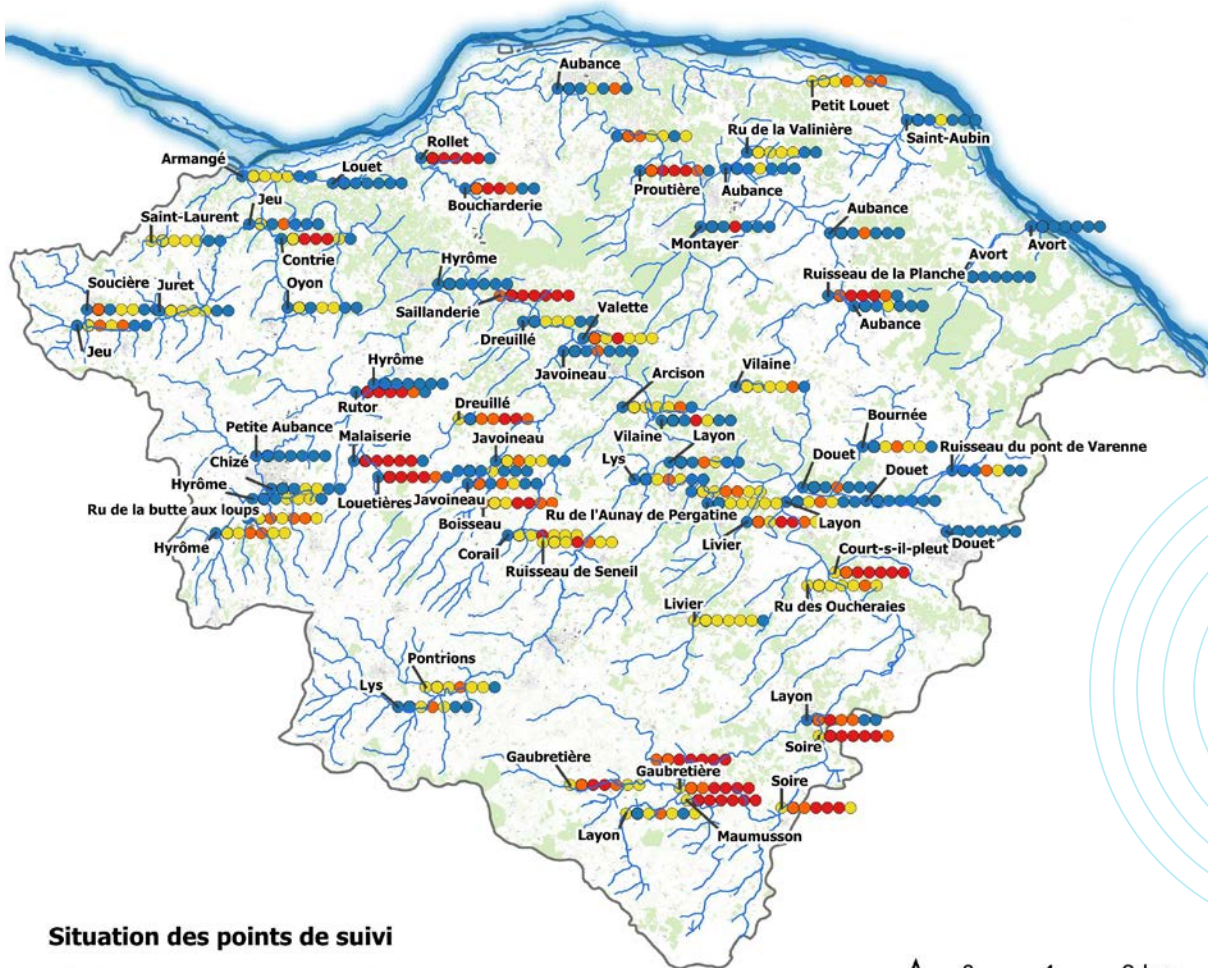 Aubance
Petit Louet
Saint-Aubin
Ru de la Valinière
Rollet
Armangé
Louet
Proutière
Aubance
Boucharderie
Jeu
Saint-Laurent
Aubance
Montayer
Avort
Contrie
Avort
Hyrôme
Ruisseau de la Planche
Soucière
Juret
Oyon
Saillanderie
Valette
Aubance
Dreuillé
Jeu
Javoineau
Hyrôme
Vilaine
Arcison
Rutor
Dreuillé
Bournée
Petite Aubance
Malaiserie
Javoineau
Vilaine
Layon
Ruisseau du pont de Varenne
Chizé
Lys
Douet
Douet
Hyrôme
Louetières
Javoineau
Ru de la butte aux loups
Boisseau
Ru de l'Aunay de Pergatine
Layon
Hyrôme
Corail
Livier
Douet
Court-s-il-pleut
Ruisseau de Seneil
Livier
Ru des Oucheraies
Pontrions
Lys
Layon
Soire
Gaubretière
Gaubretière
Soire
Layon
Maumusson
Situation des points de suivi